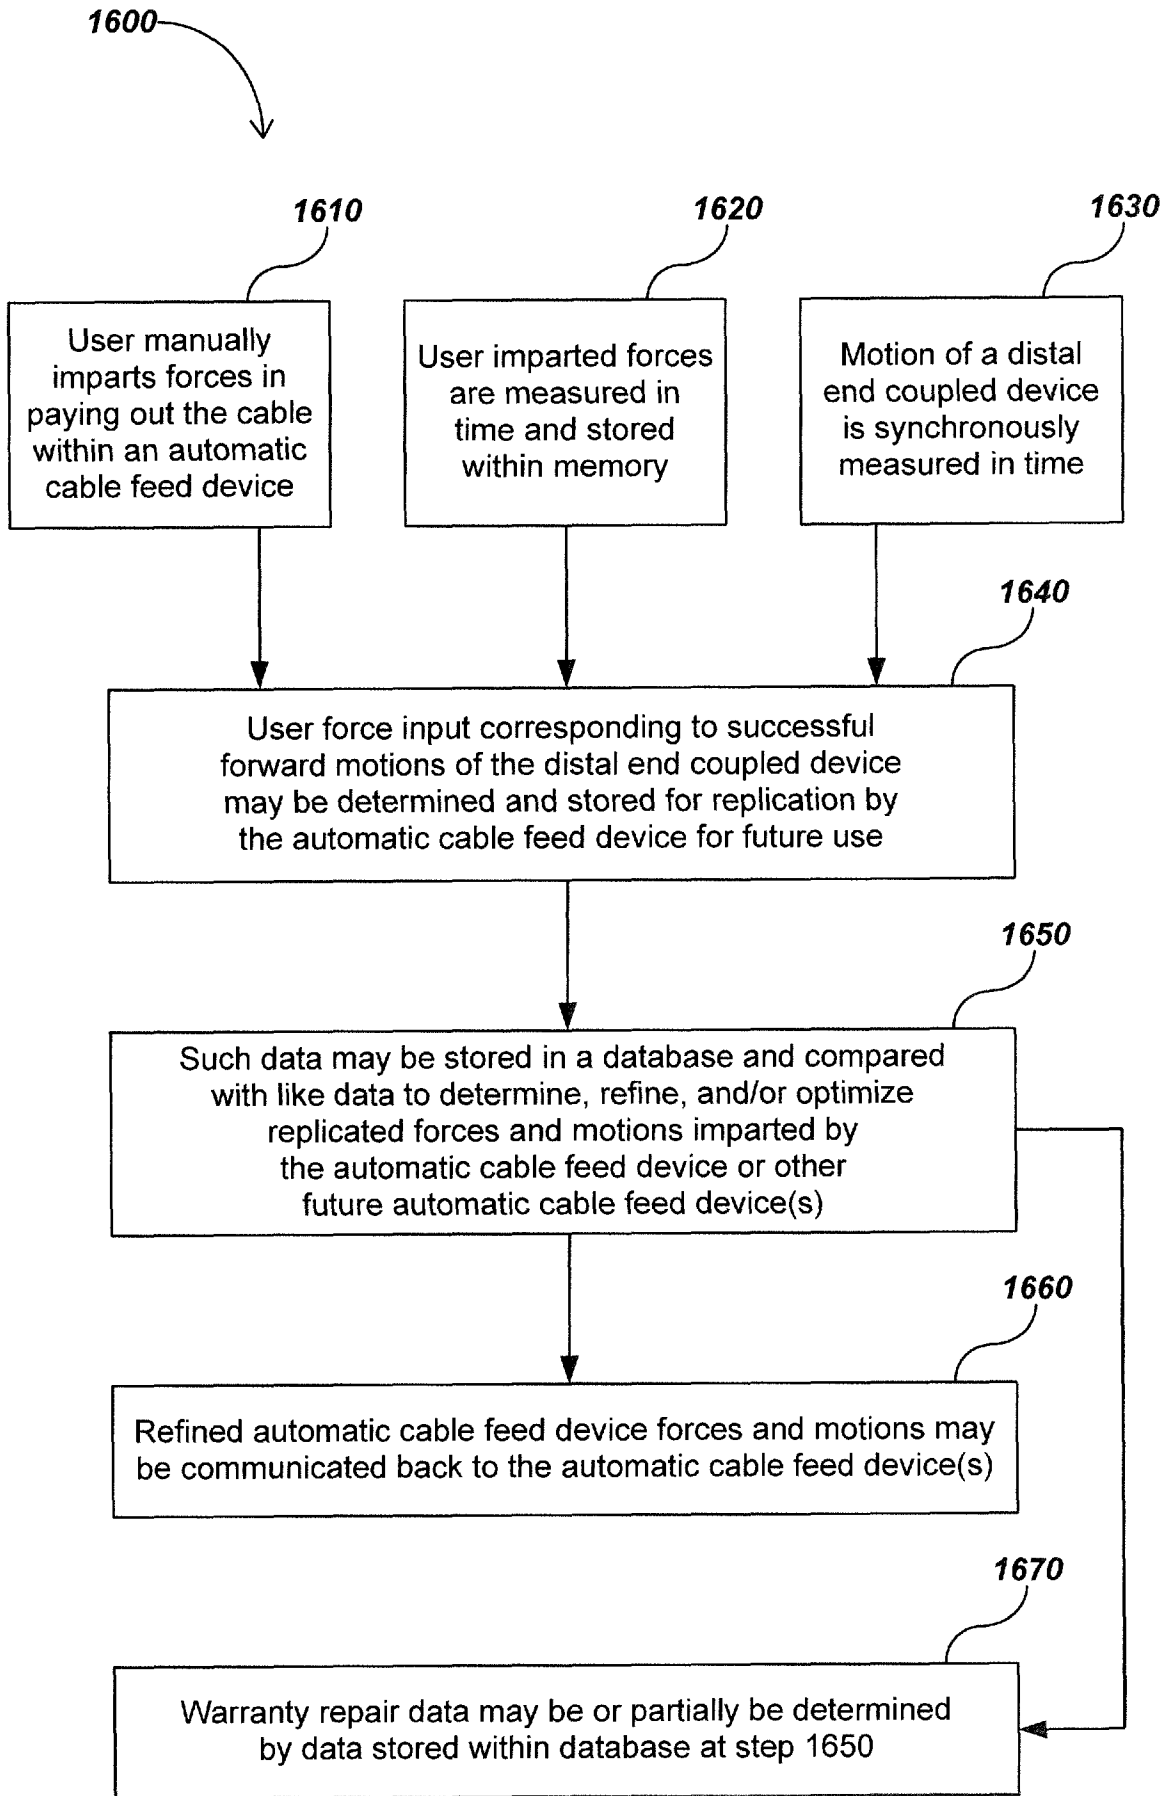 1600
1610
1620
1630
User manually
imparts forces in
paying out the cable
within an automatic
cable feed device
User imparted forces
are measured in
time and stored
within memory
Motion of a distal
end coupled device
is synchronously
measured in time
1640
User force input corresponding to successful
forward motions of the distal end coupled device
may be determined and stored for replication by
the automatic cable feed device for future use
1650
Such data may be stored in a database and compared
with like data to determine, refine, and/or optimize
replicated forces and motions imparted by
the automatic cable feed device or other
future automatic cable feed device(s)
1660
Refined automatic cable feed device forces and motions may
be communicated back to the automatic cable feed device(s)
1670
Warranty repair data may be or partially be determined
by data stored within database at step 1650